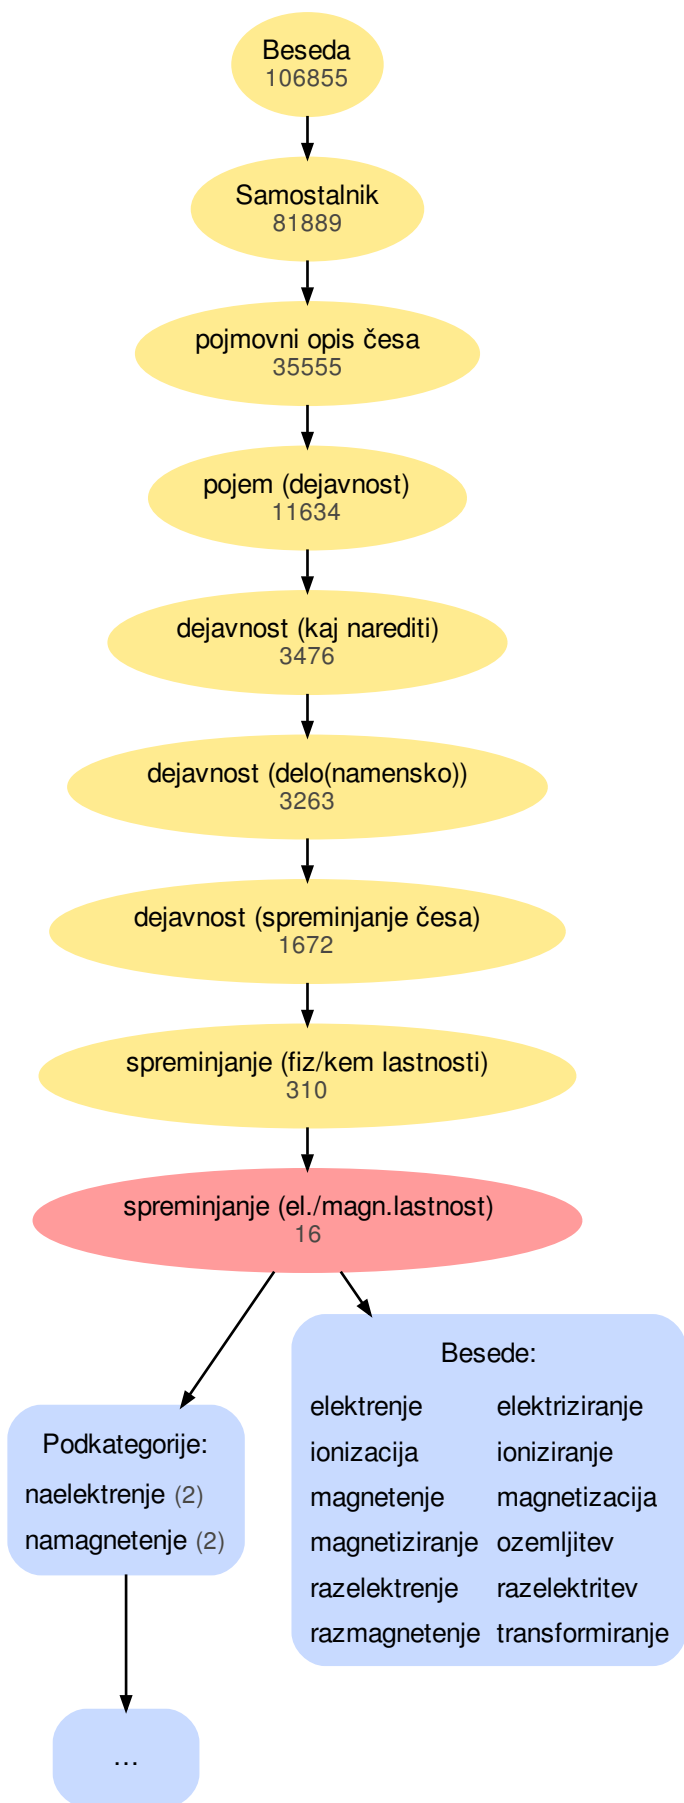 Beseda
106855
Samostalnik
81889
pojmovni opis česa
35555
pojem (dejavnost)
11634
dejavnost (kaj narediti)
3476
dejavnost (delo(namensko))
3263
dejavnost (spreminjanje česa)
1672
spreminjanje (fiz/kem lastnosti)
310
spreminjanje (el./magn.lastnost)
16
Besede:
elektrenje elektriziranje
ionizacija ioniziranje
magnetenje magnetizacija
magnetiziranje ozemljitev
razelektrenje razelektritev
razmagnetenje transformiranje
Podkategorije:
naelektrenje (2)
namagnetenje (2)
...